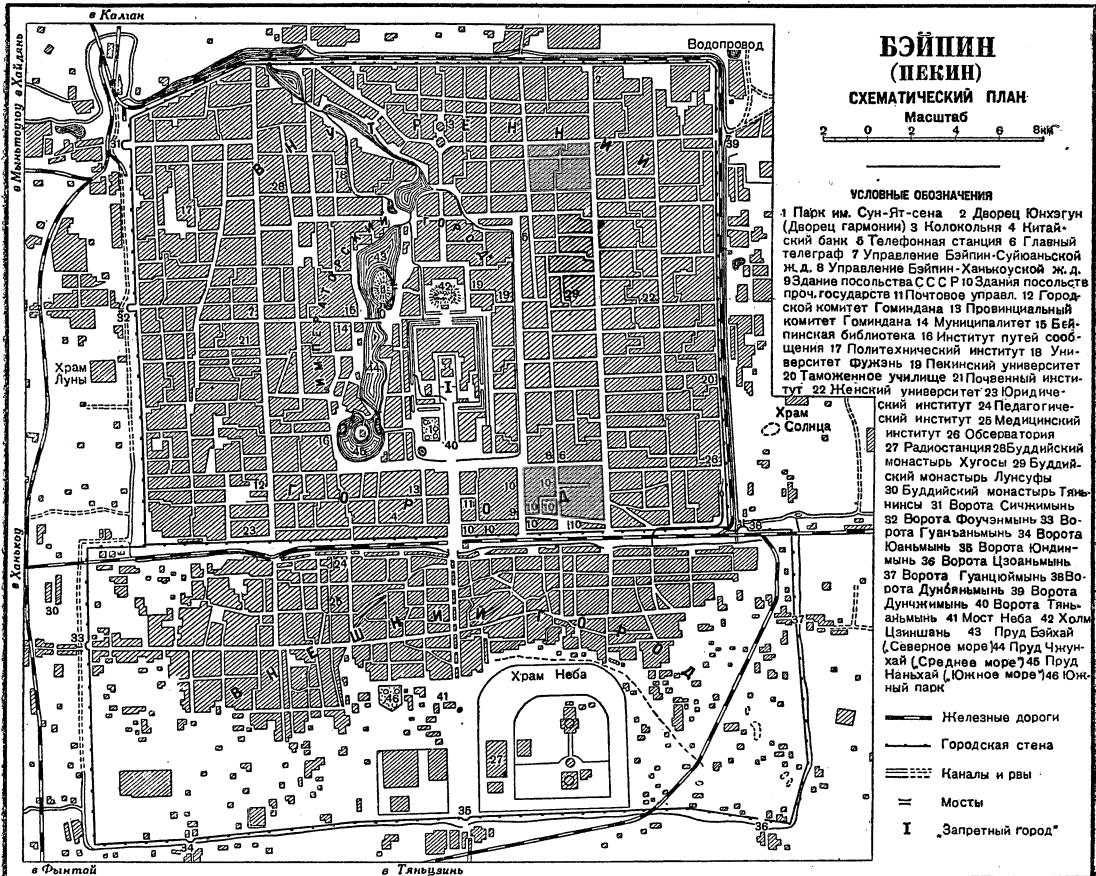 БЭЙПИН
(ПЕКИН)
СХЕМАТИЧЕСКИЙ ПЛАН
Масштаб
2 0 2 4 6 8км
УСЛОВНЫЕ ОБОЗНАЧЕНИЯ
1 Парк им. Сун-Ят-сена 2 Дворец Юнхэгун
(Дворец гармонии) 3 Колокольня 4 Китай-
ский банк 5 Телефонная станция 6 Главный
телеграф 7 Управление Бэйпин-Суйюаньской
ж.д. 8 Управление Бэйпин-Ханькоуской ж.д.
9 Здание посольства СССР 10 Здания посольств
проч. государств 11 Почтовое управл. 12 Город-
ской комитет Гоминдана 13 Провинциальный
комитет Гоминдана 14 Муниципалитет 15 Бей-
пинская библиотека 16 Институт путей сооб-
щения 17 Политехнический институт 18 Уни-
верситет Фужэнь 19 Пекинский университет
20 Таможенное училище 21 Почвенный инсти-
тут 22 Женский университет 23 Юридиче-
ский институт 24 Педагогиче-
ский институт 25 Медицинский
институт 26 Обсерватория
27 Радиостанция 28 Буддийский
монастырь Хугосы 29 Буддий-
ский монастырь Лунсуфы
30 Буддийский монастырь Тянь-
нинсы 31 Ворота Сичжимынь
32 Ворота Фоучэнмынь 33 Во-
рота Гуанъаньмынь 34 Ворота
Юаньмынь 35 Ворота Юндин-
мынь 36 Ворота Цзоаньмынь
37 Ворота Гуанцюймынь 38 Во-
рота Дунбяньмынь 39 Ворота
Дунчжимынь 40 Ворота Тянь-
аньмынь 41 Мост Неба 42 Холм
Цзиншань 43 Пруд Бэйхай
(„Северное море") 44 Пруд Чжун-
хай („Среднее море") 45 Пруд
Наньхай („Южное море") 46 Юж-
ный парк
Железные дороги
Городская стена
Каналы и рвы
Мосты
I „Запретный город"
в Калган
в Хайдянь
в Мыньтоугоу
в Ханькоу
в Фынтай
в Тяньцзинь
Водопровод
Храм
Луны
Храм
Солнца
Храм Неба
ВНУТРЕННИЙ
ГОРОД
ИМПЕРАТОРСКИЙ
ГОРОД
ВНЕШНИЙ ГОРОД
I